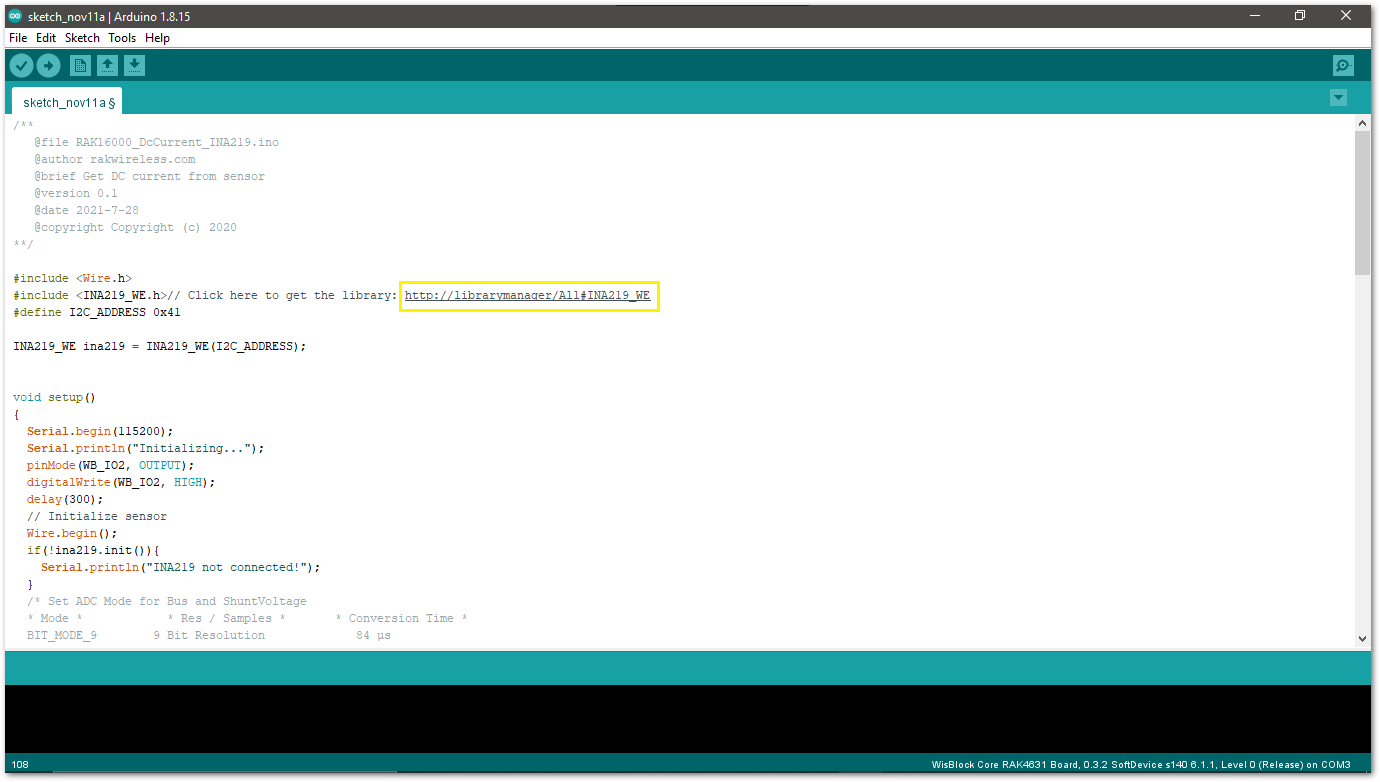 sketch_nov11a | Arduino 1.8.15
File Edit Sketch Tools Help
sketch_nov11a §
/**
   @file RAK16000_DcCurrent_INA219.ino
   @author rakwireless.com
   @brief Get DC current from sensor
   @version 0.1
   @date 2021-7-28
   @copyright Copyright (c) 2020
**/
#include <Wire.h>
#include <INA219_WE.h>// Click here to get the library: http://librarymanager/All#INA219_WE
#define I2C_ADDRESS 0x41
INA219_WE ina219 = INA219_WE(I2C_ADDRESS);
void setup()
{
  Serial.begin(115200);
  Serial.println("Initializing...");
  pinMode(WB_IO2, OUTPUT);
  digitalWrite(WB_IO2, HIGH);
  delay(300);
  // Initialize sensor
  Wire.begin();
  if(!ina219.init()){
    Serial.println("INA219 not connected!");
  }
  /* Set ADC Mode for Bus and ShuntVoltage
  * Mode *            * Res / Samples *       * Conversion Time *
  BIT_MODE_9        9 Bit Resolution             84 µs
108
WisBlock Core RAK4631 Board, 0.3.2 SoftDevice s140 6.1.1, Level 0 (Release) on COM3